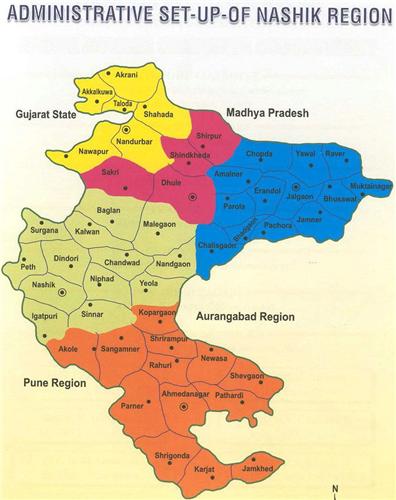 ADMINISTRATIVE SET-UP-OF NASHIK REGION
Akrani
Akkalkuwa
Taloda
Gujarat State
Shahada
Madhya Pradesh
Nandurbar
Shirpur
Nawapur
Shindkheda
Chopda
Yawal
Raver
Sakri
Amalner
Dhule
Erandol
Jalgaon
Muktainagar
Bhusawal
Parola
Baglan
Jamner
Surgana
Kalwan
Malegaon
Bhadgaon
Pachora
Chalisgaon
Peth
Dindori
Chandwad
Nandgaon
Nashik
Niphad
Yeola
Igatpuri
Sinnar
Kopargaon
Aurangabad Region
Akole
Sangamner
Shrirampur
Newasa
Rahuri
Pune Region
Shevgaon
Parner
Ahmedanagar
Pathardi
Shrigonda
Karjat
Jamkhed
N